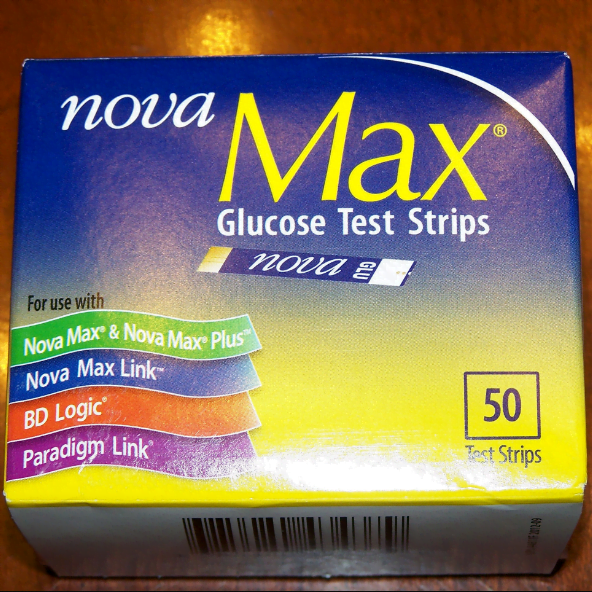 nova
Max®
Glucose Test Strips
nova GLU
For use with
Nova Max® & Nova Max® Plus™
Nova Max Link™
BD Logic®
Paradigm Link®
50
Test Strips